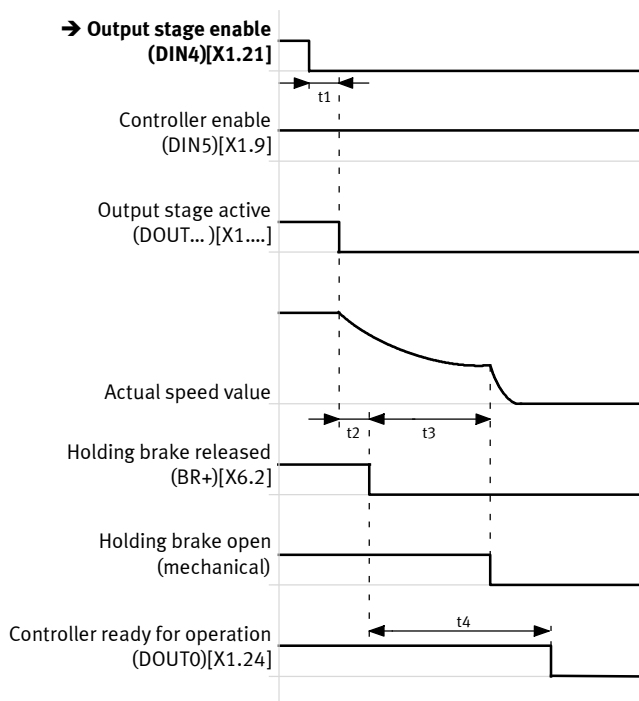 ➔ Output stage enable
(DIN4)[X1.21]
t1
Controller enable
(DIN5)[X1.9]
Output stage active
(DOUT... )[X1....]
Actual speed value
t2
t3
Holding brake released
(BR+)[X6.2]
Holding brake open
(mechanical)
t4
Controller ready for operation
(DOUT0)[X1.24]